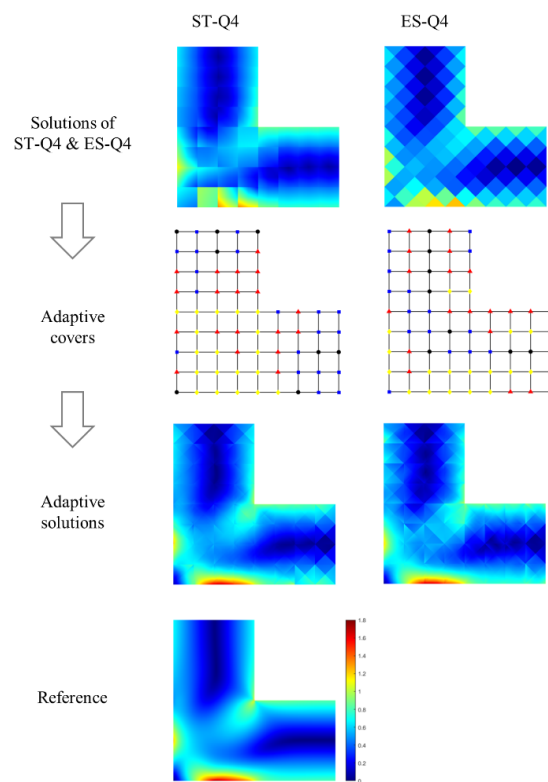 ST-Q4 ES-Q4
Solutions of
ST-Q4 & ES-Q4
Adaptive
covers
Adaptive
solutions
Reference
1.8
1.6
1.4
1.2
1
0.8
0.6
0.4
0.2
0